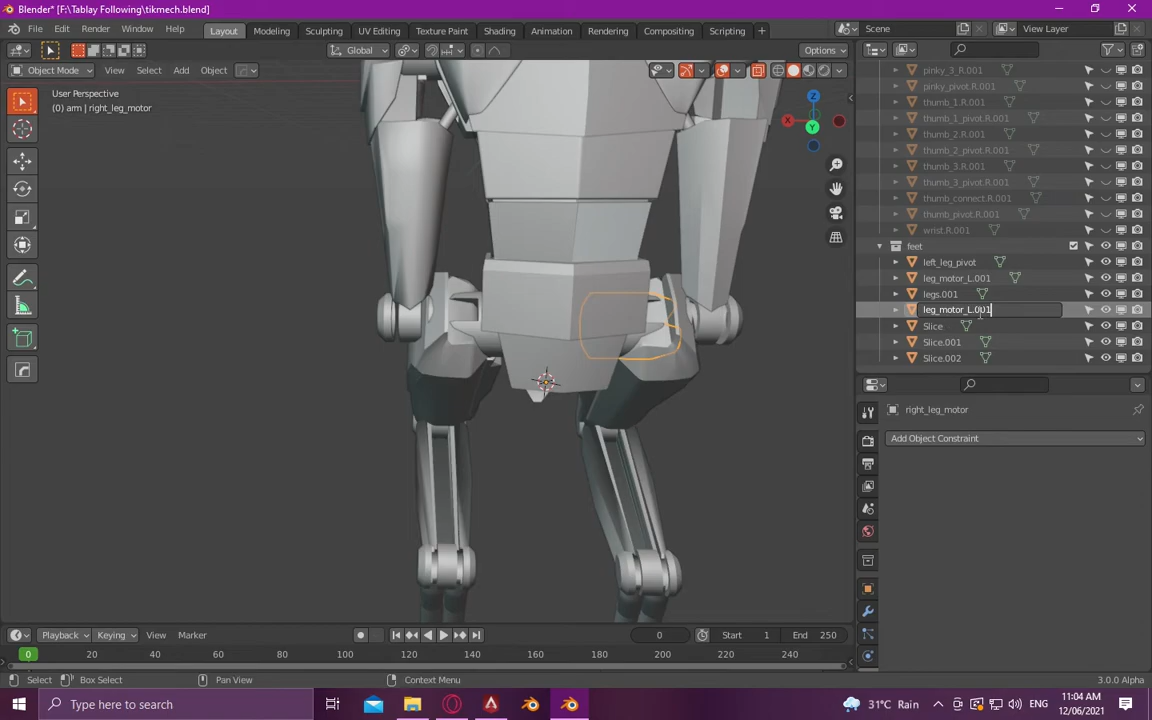 Blender* [F:\Tablay Following\tikmech.blend]
File Edit Render Window Help Layout Modeling Sculpting UV Editing Texture Paint Shading Animation Rendering Compositing Scripting + Scene View Layer
Global Options
Object Mode View Select Add Object
User Perspective
(0) arm | right_leg_motor
X
Y
Z
pinky_3_R.001
pinky_pivot.R.001
thumb_1.R.001
thumb_1_pivot.R.001
thumb_2.R.001
thumb_2_pivot.R.001
thumb_3.R.001
thumb_3_pivot.R.001
thumb_connect.R.001
thumb_pivot.R.001
wrist.R.001
feet
left_leg_pivot
leg_motor_L.001
legs.001
leg_motor_L.001
Slice
Slice.001
Slice.002
right_leg_motor
Add Object Constraint
Playback Keying View Marker 0 Start 1 End 250
0 20 40 60 80 100 120 140 160 180 200 220 240
Select Box Select Pan View Context Menu 3.0.0 Alpha
Type here to search 31°C Rain ENG 11:04 AM
12/06/2021